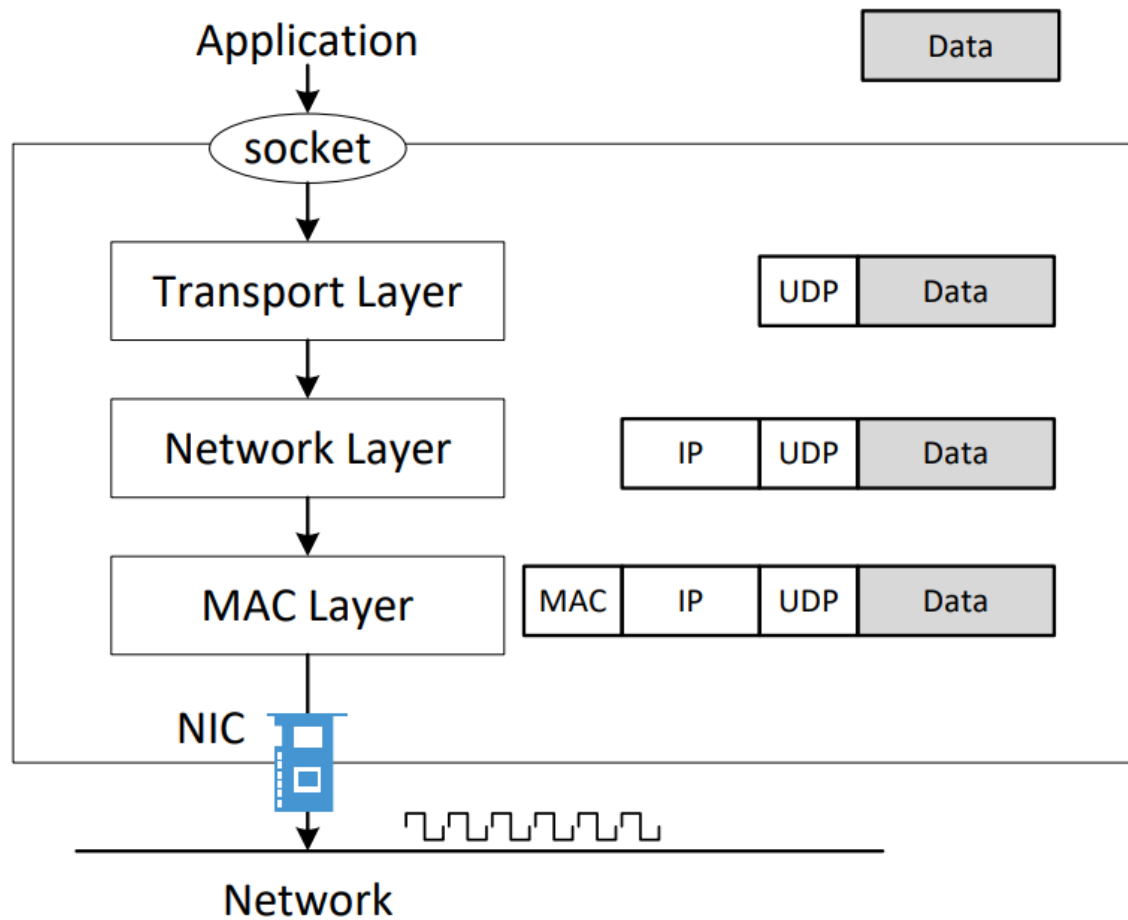 Application
Data
socket
Transport Layer
UDP Data
Network Layer
IP UDP Data
MAC Layer
MAC IP UDP Data
NIC
Network